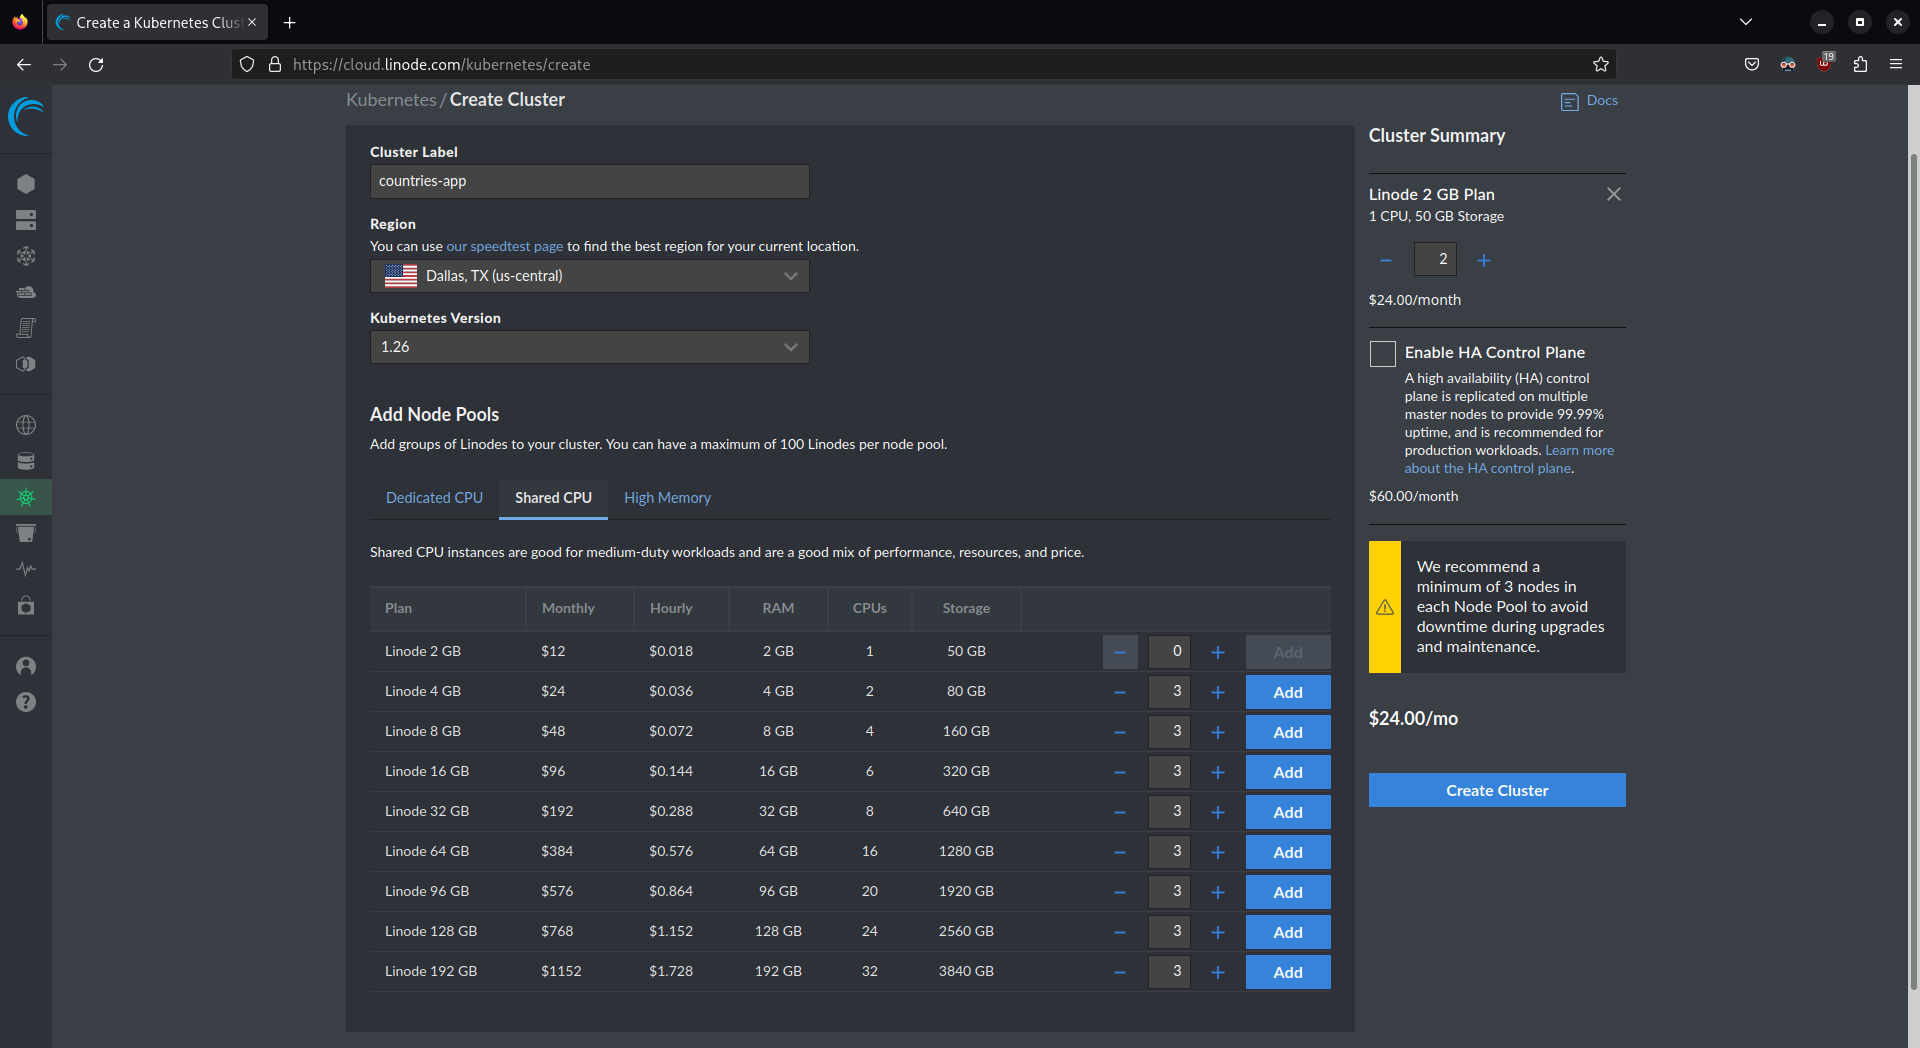 Create a Kubernetes Clus
https://cloud.linode.com/kubernetes/create
19
Kubernetes / Create Cluster
Docs
Cluster Label
countries-app
Region
You can use our speedtest page to find the best region for your current location.
Dallas, TX (us-central)
Kubernetes Version
1.26
Add Node Pools
Add groups of Linodes to your cluster. You can have a maximum of 100 Linodes per node pool.
Dedicated CPU Shared CPU High Memory
Shared CPU instances are good for medium-duty workloads and are a good mix of performance, resources, and price.
Plan Monthly Hourly RAM CPUs Storage
Linode 2 GB $12 $0.018 2 GB 1 50 GB − 0 + Add
Linode 4 GB $24 $0.036 4 GB 2 80 GB − 3 + Add
Linode 8 GB $48 $0.072 8 GB 4 160 GB − 3 + Add
Linode 16 GB $96 $0.144 16 GB 6 320 GB − 3 + Add
Linode 32 GB $192 $0.288 32 GB 8 640 GB − 3 + Add
Linode 64 GB $384 $0.576 64 GB 16 1280 GB − 3 + Add
Linode 96 GB $576 $0.864 96 GB 20 1920 GB − 3 + Add
Linode 128 GB $768 $1.152 128 GB 24 2560 GB − 3 + Add
Linode 192 GB $1152 $1.728 192 GB 32 3840 GB − 3 + Add
Cluster Summary
Linode 2 GB Plan
1 CPU, 50 GB Storage
− 2 +
$24.00/month
Enable HA Control Plane
A high availability (HA) control
plane is replicated on multiple
master nodes to provide 99.99%
uptime, and is recommended for
production workloads. Learn more
about the HA control plane.
$60.00/month
We recommend a
minimum of 3 nodes in
each Node Pool to avoid
downtime during upgrades
and maintenance.
$24.00/mo
Create Cluster